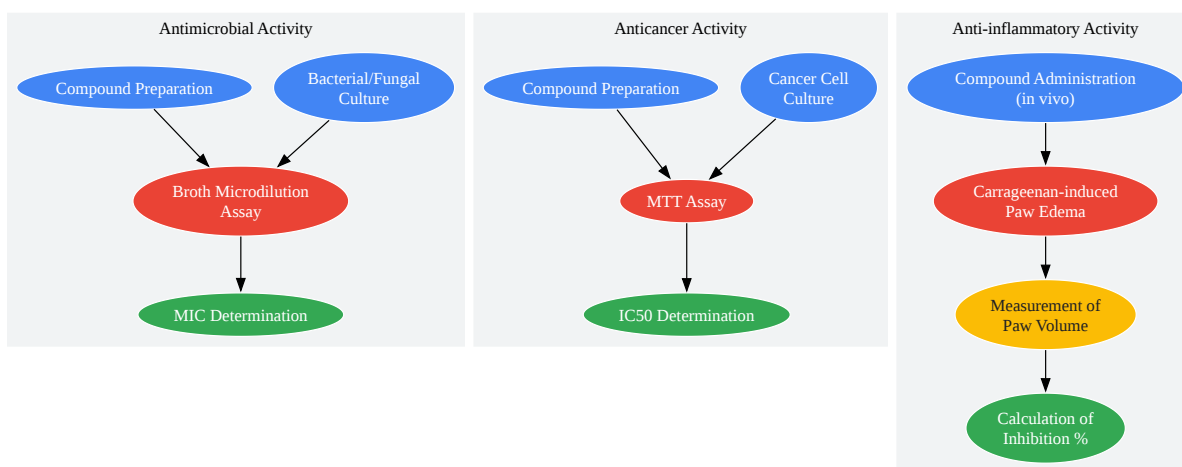 Antimicrobial Activity
Compound Preparation
Bacterial/Fungal
Culture
Broth Microdilution
Assay
MIC Determination
Anticancer Activity
Compound Preparation
Cancer Cell
Culture
MTT Assay
IC50 Determination
Anti-inflammatory Activity
Compound Administration
(in vivo)
Carrageenan-induced
Paw Edema
Measurement of
Paw Volume
Calculation of
Inhibition %